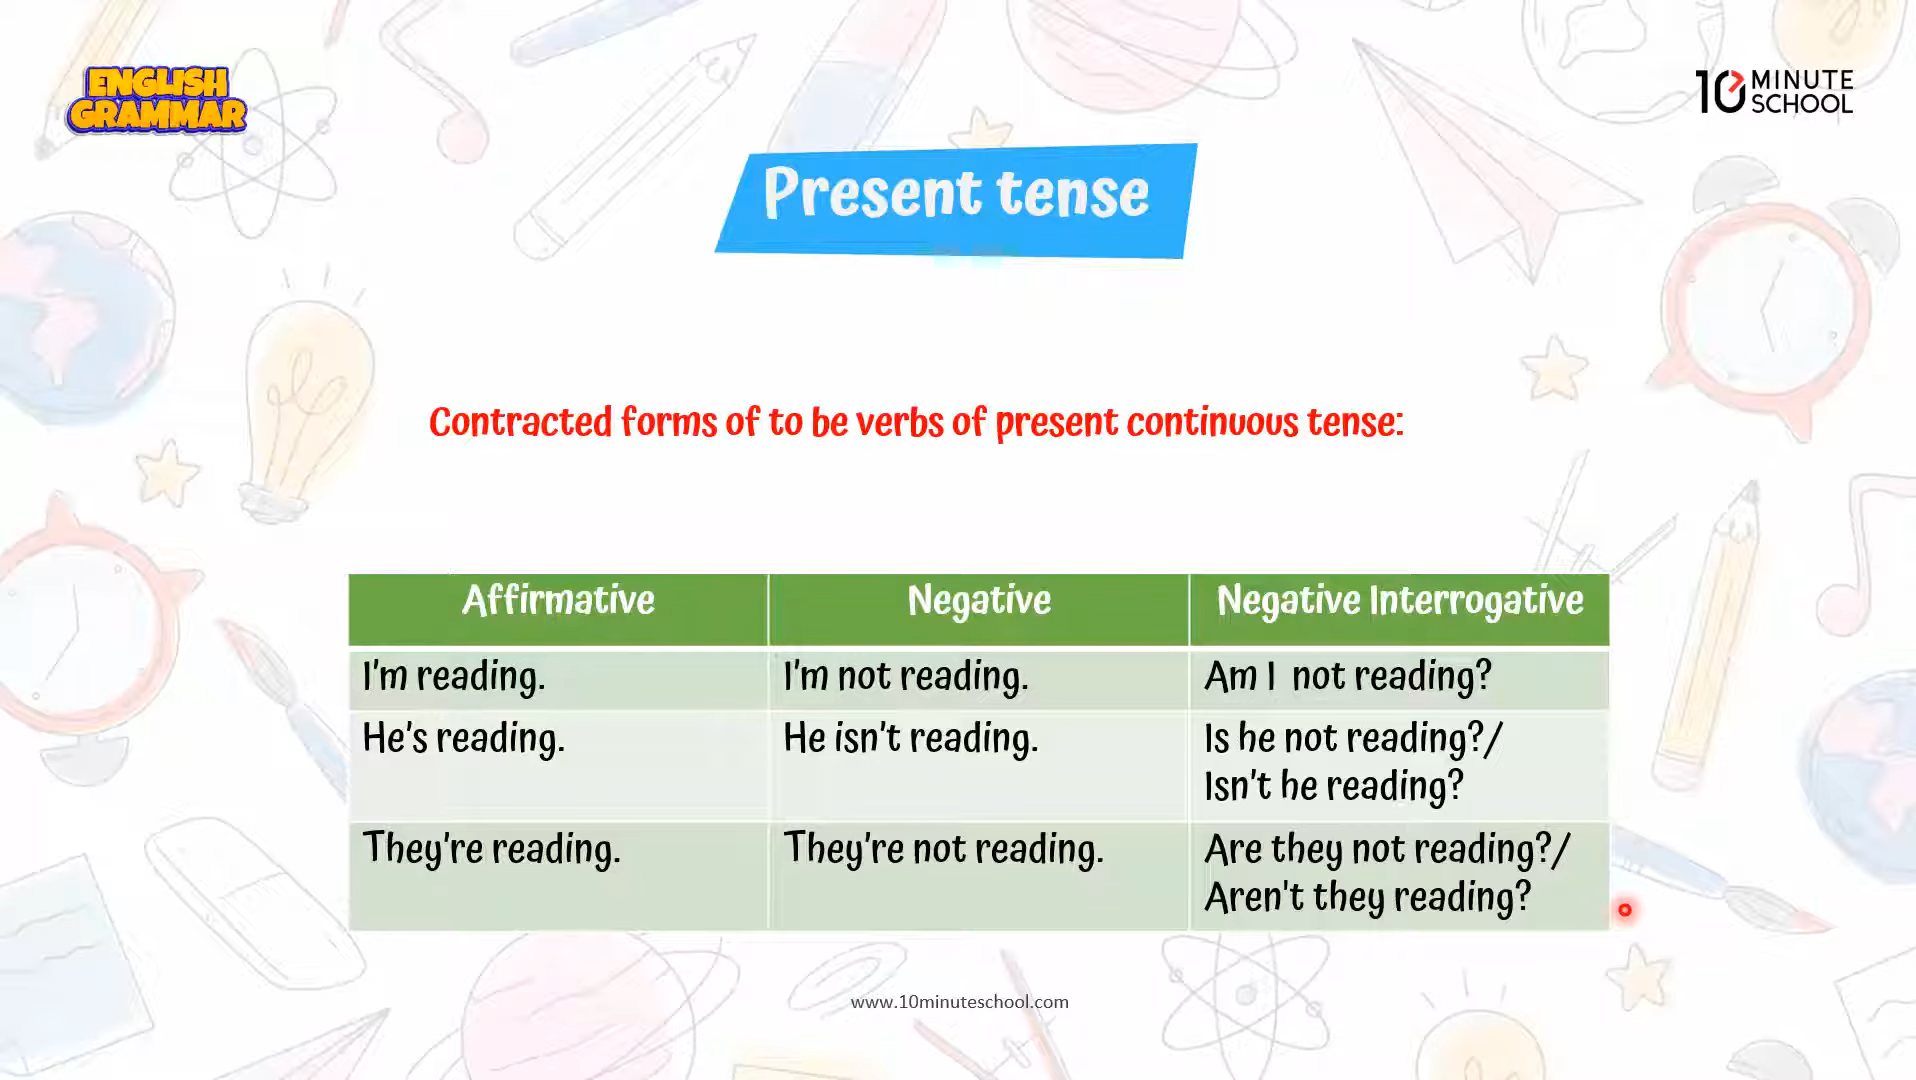 ENGLISH
GRAMMAR
10 MINUTE
SCHOOL
Present tense
Contracted forms of to be verbs of present continuous tense:
Affirmative Negative Negative Interrogative
I'm reading. I'm not reading. Am I not reading?
He's reading. He isn't reading. Is he not reading?/
Isn't he reading?
They're reading. They're not reading. Are they not reading?/
Aren't they reading?
www.10minuteschool.com